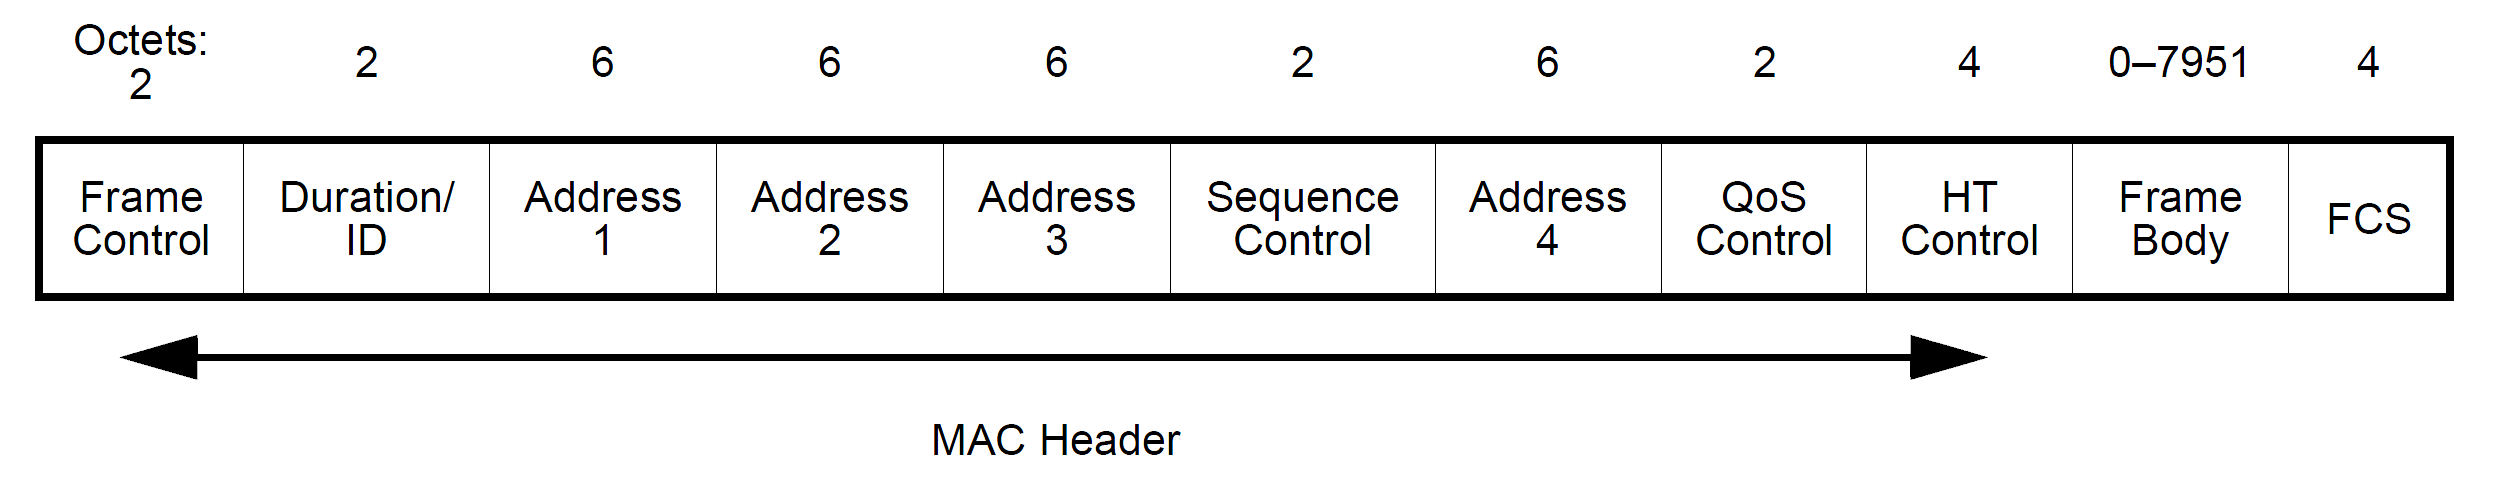 Octets:
2 2 6 6 6 2 6 2 4 0–7951 4
Frame Control
Duration/ ID
Address 1
Address 2
Address 3
Sequence Control
Address 4
QoS Control
HT Control
Frame Body
FCS
MAC Header